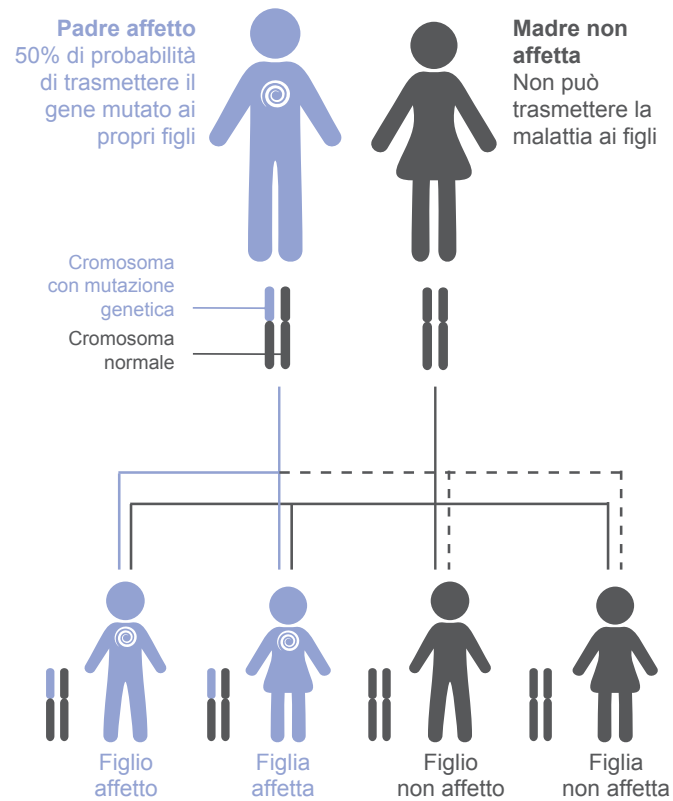 Padre affetto
50% di probabilità
di trasmettere il
gene mutato ai
propri figli
Madre non
affetta
Non può
trasmettere la
malattia ai figli
Cromosoma
con mutazione
genetica
Cromosoma
normale
Figlio
affetto
Figlia
affetta
Figlio
non affetto
Figlia
non affetta